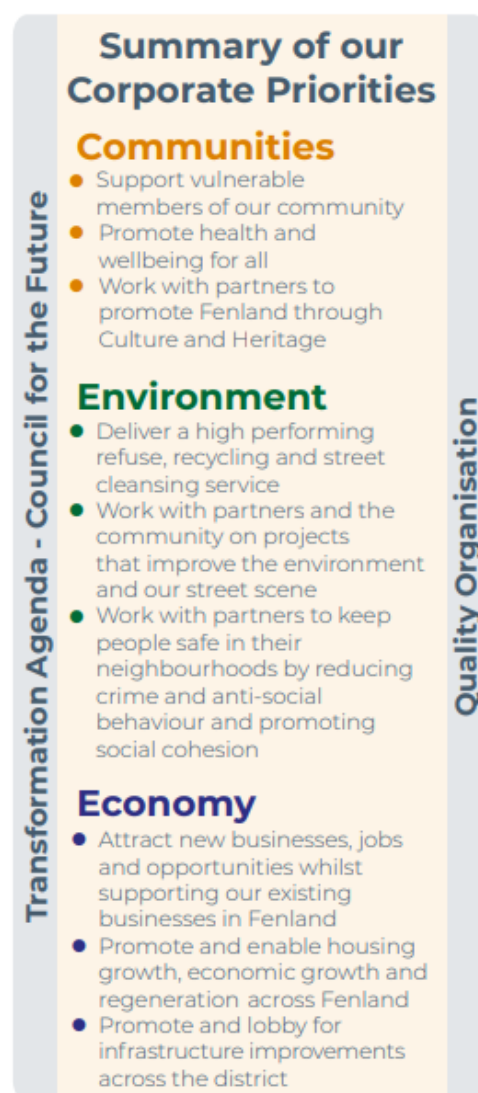 Summary of our
Corporate Priorities
Communities
Support vulnerable
members of our community
Promote health and
wellbeing for all
Work with partners to
promote Fenland through
Culture and Heritage
Environment
Deliver a high performing
refuse, recycling and street
cleansing service
Work with partners and the
community on projects
that improve the environment
and our street scene
Work with partners to keep
people safe in their
neighbourhoods by reducing
crime and anti-social
behaviour and promoting
social cohesion
Economy
Attract new businesses, jobs
and opportunities whilst
supporting our existing
businesses in Fenland
Promote and enable housing
growth, economic growth and
regeneration across Fenland
Promote and lobby for
infrastructure improvements
across the district
Transformation Agenda - Council for the Future
Quality Organisation